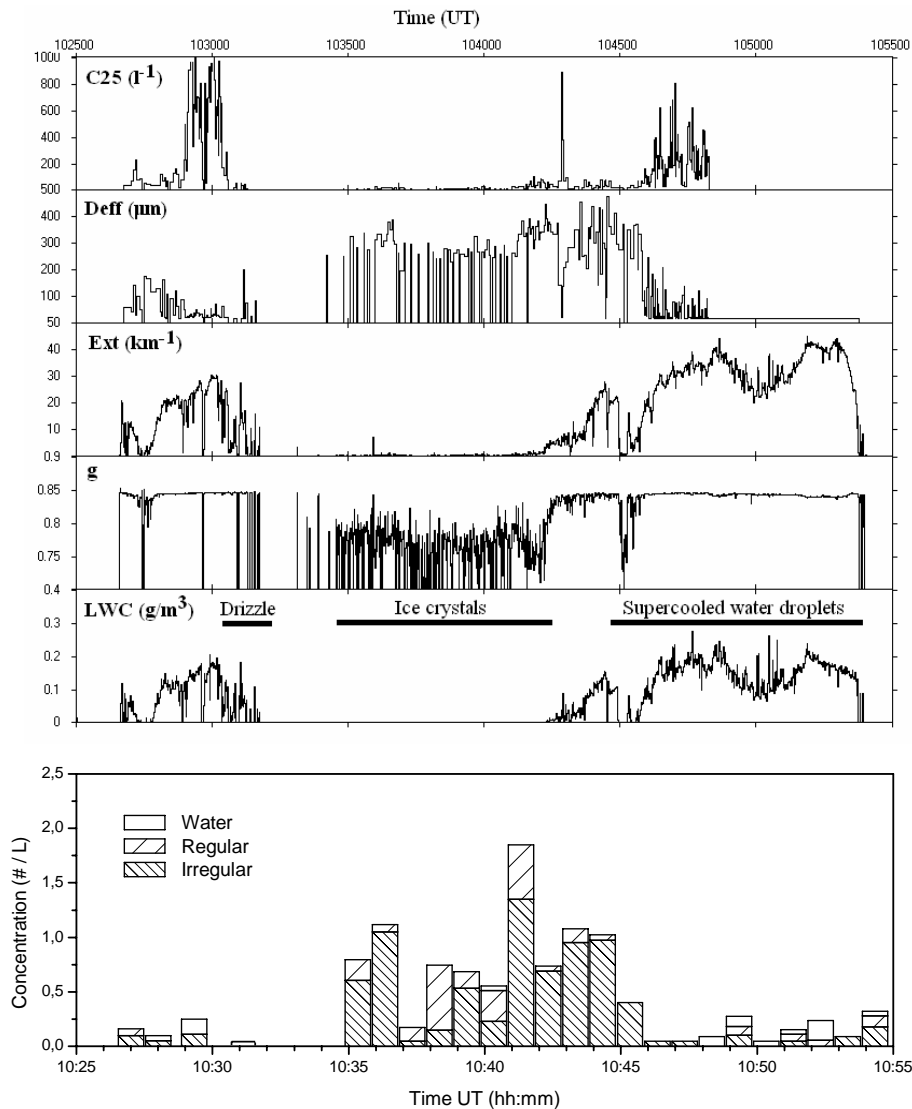 Time (UT)
102500 103000 103500 104000 104500 105000 105500
C25 (l-1)
1000
800
600
400
200
500
Deff (µm)
400
300
200
100
50
Ext (km-1)
40
30
20
10
0.9
g
0.85
0.8
0.75
0.4
LWC (g/m3) Drizzle Ice crystals Supercooled water droplets
0.3
0.2
0.1
0
2,5
2,0
1,5
1,0
0,5
0,0
Concentration (# / L)
Water
Regular
Irregular
10:25 10:30 10:35 10:40 10:45 10:50 10:55
Time UT (hh:mm)